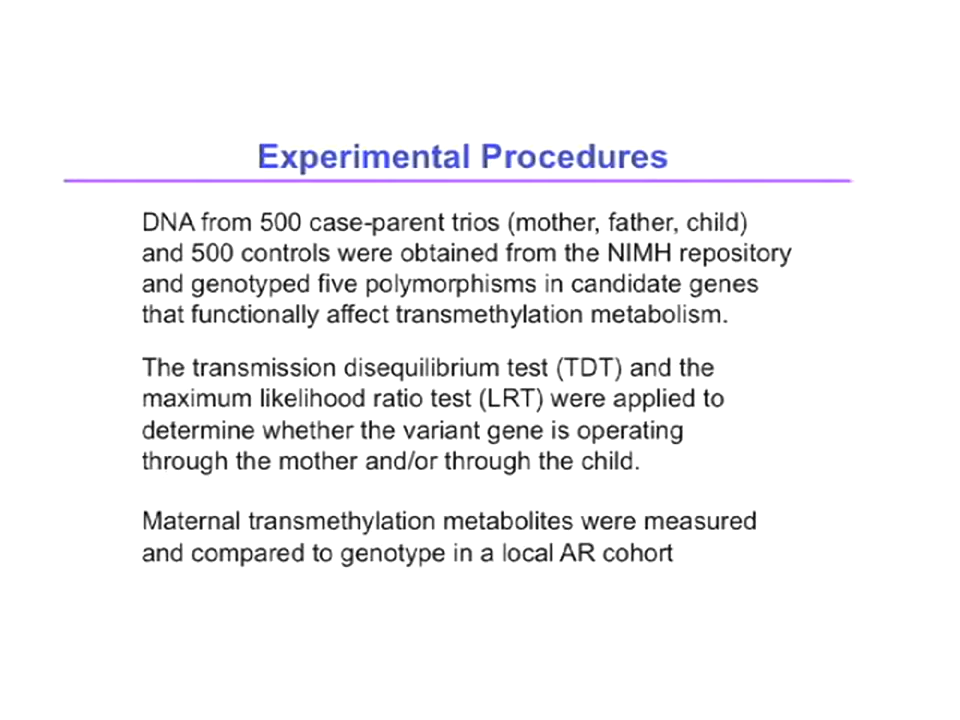 Experimental Procedures
DNA from 500 case-parent trios (mother, father, child)
and 500 controls were obtained from the NIMH repository
and genotyped five polymorphisms in candidate genes
that functionally affect transmethylation metabolism.
The transmission disequilibrium test (TDT) and the
maximum likelihood ratio test (LRT) were applied to
determine whether the variant gene is operating
through the mother and/or through the child.
Maternal transmethylation metabolites were measured
and compared to genotype in a local AR cohort